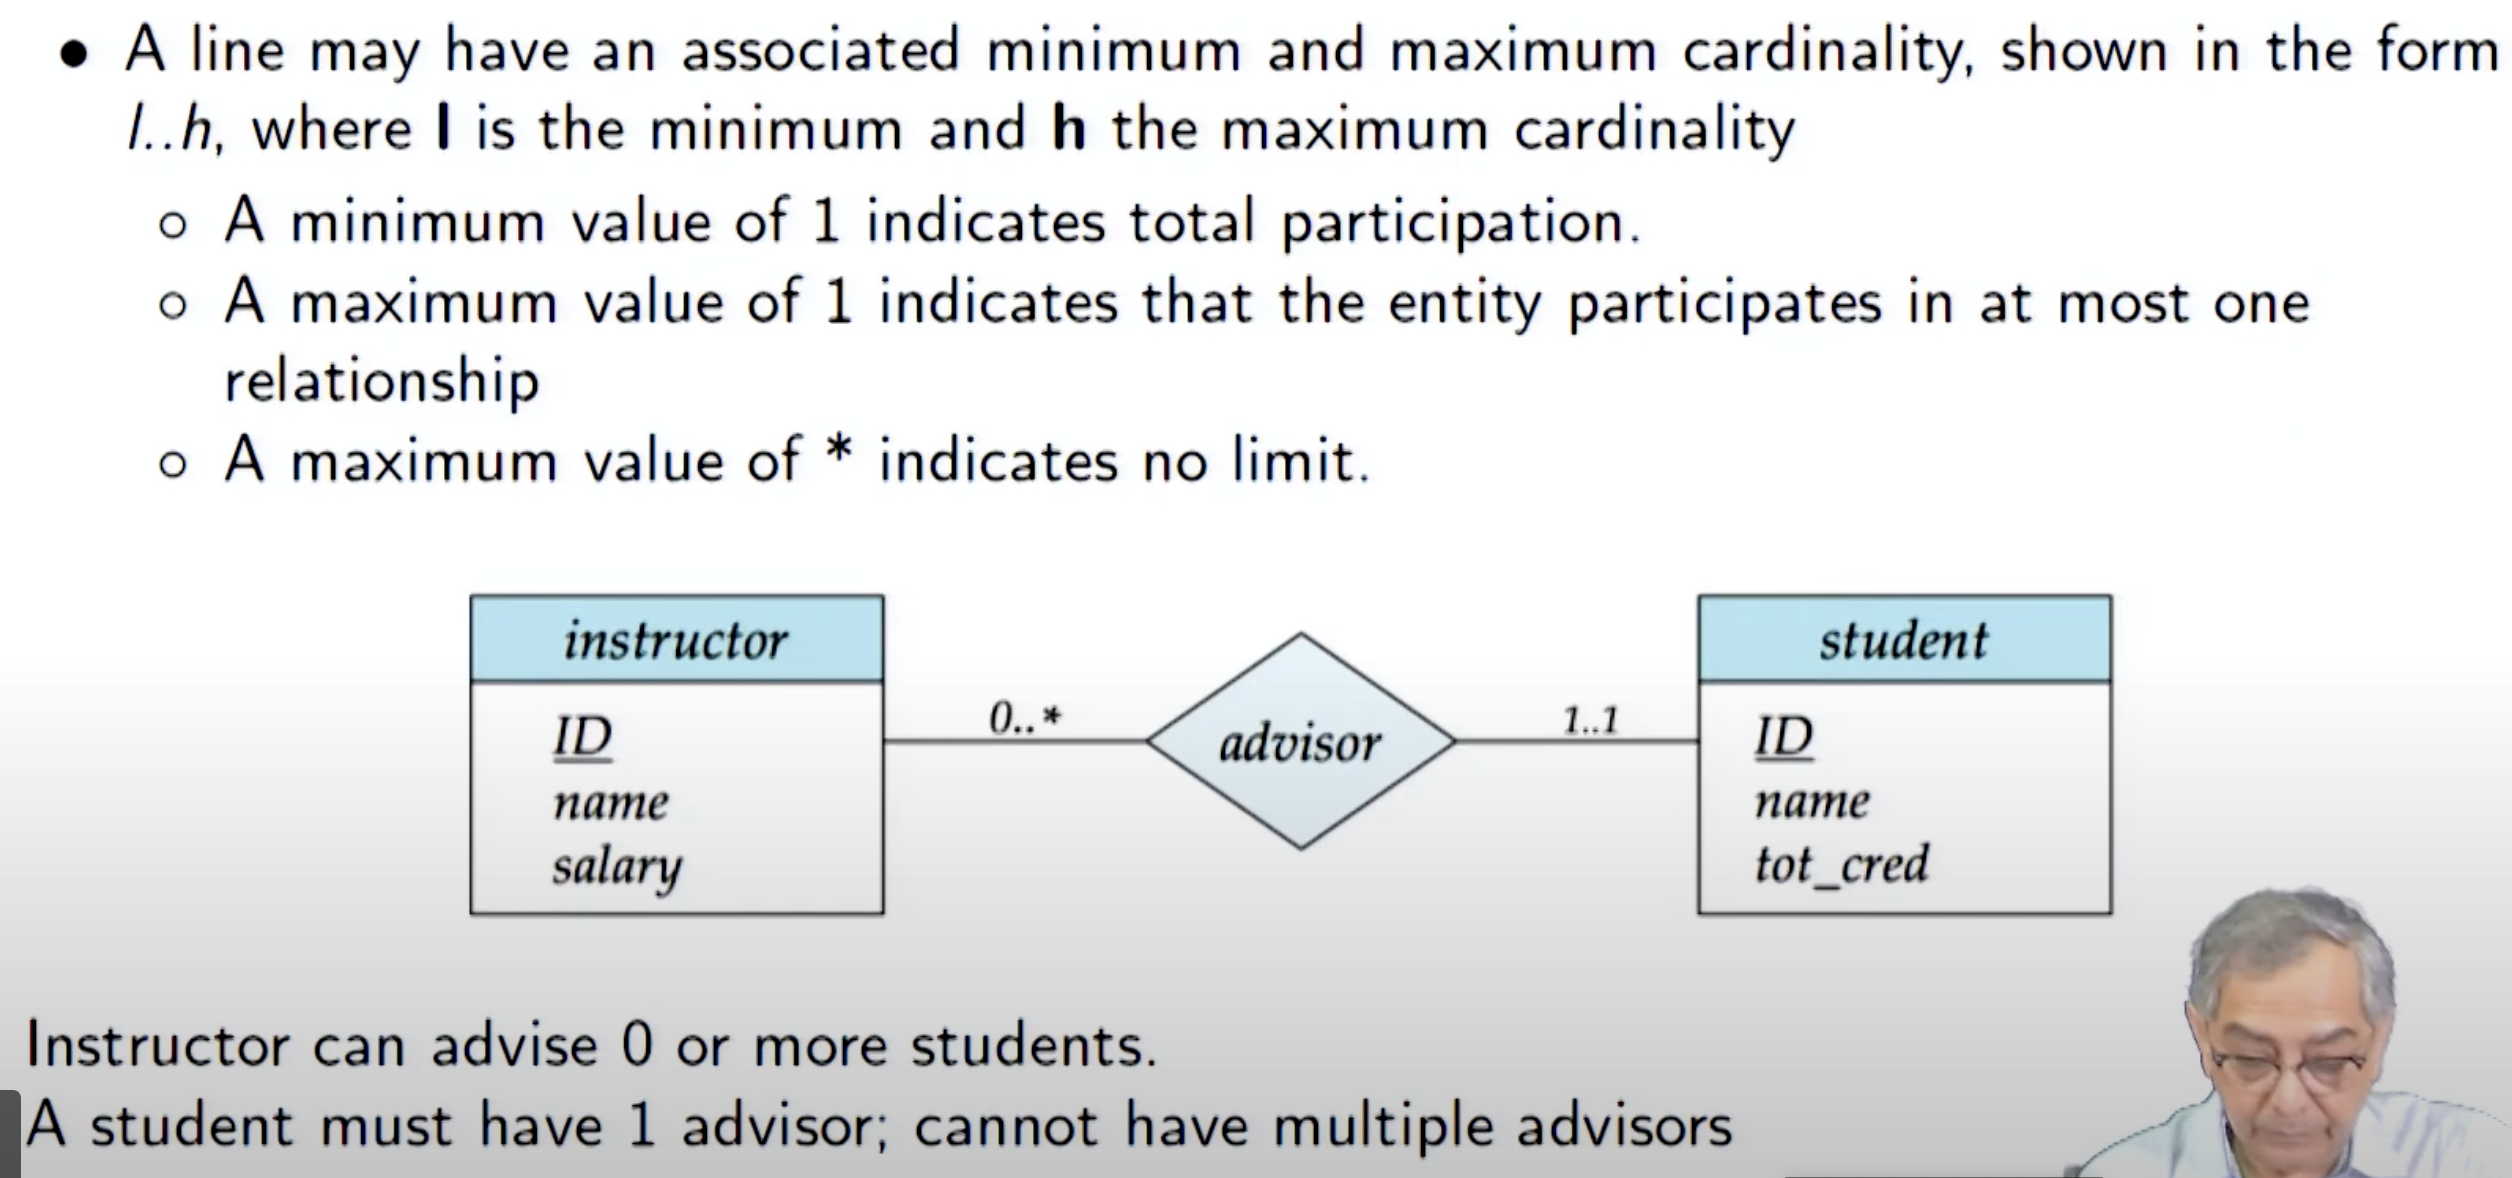 ● A line may have an associated minimum and maximum cardinality, shown in the form
l..h, where l is the minimum and h the maximum cardinality
○ A minimum value of 1 indicates total participation.
○ A maximum value of 1 indicates that the entity participates in at most one
relationship
○ A maximum value of * indicates no limit.
instructor
ID
name
salary
0..*
advisor
1..1
student
ID
name
tot_cred
Instructor can advise 0 or more students.
A student must have 1 advisor; cannot have multiple advisors